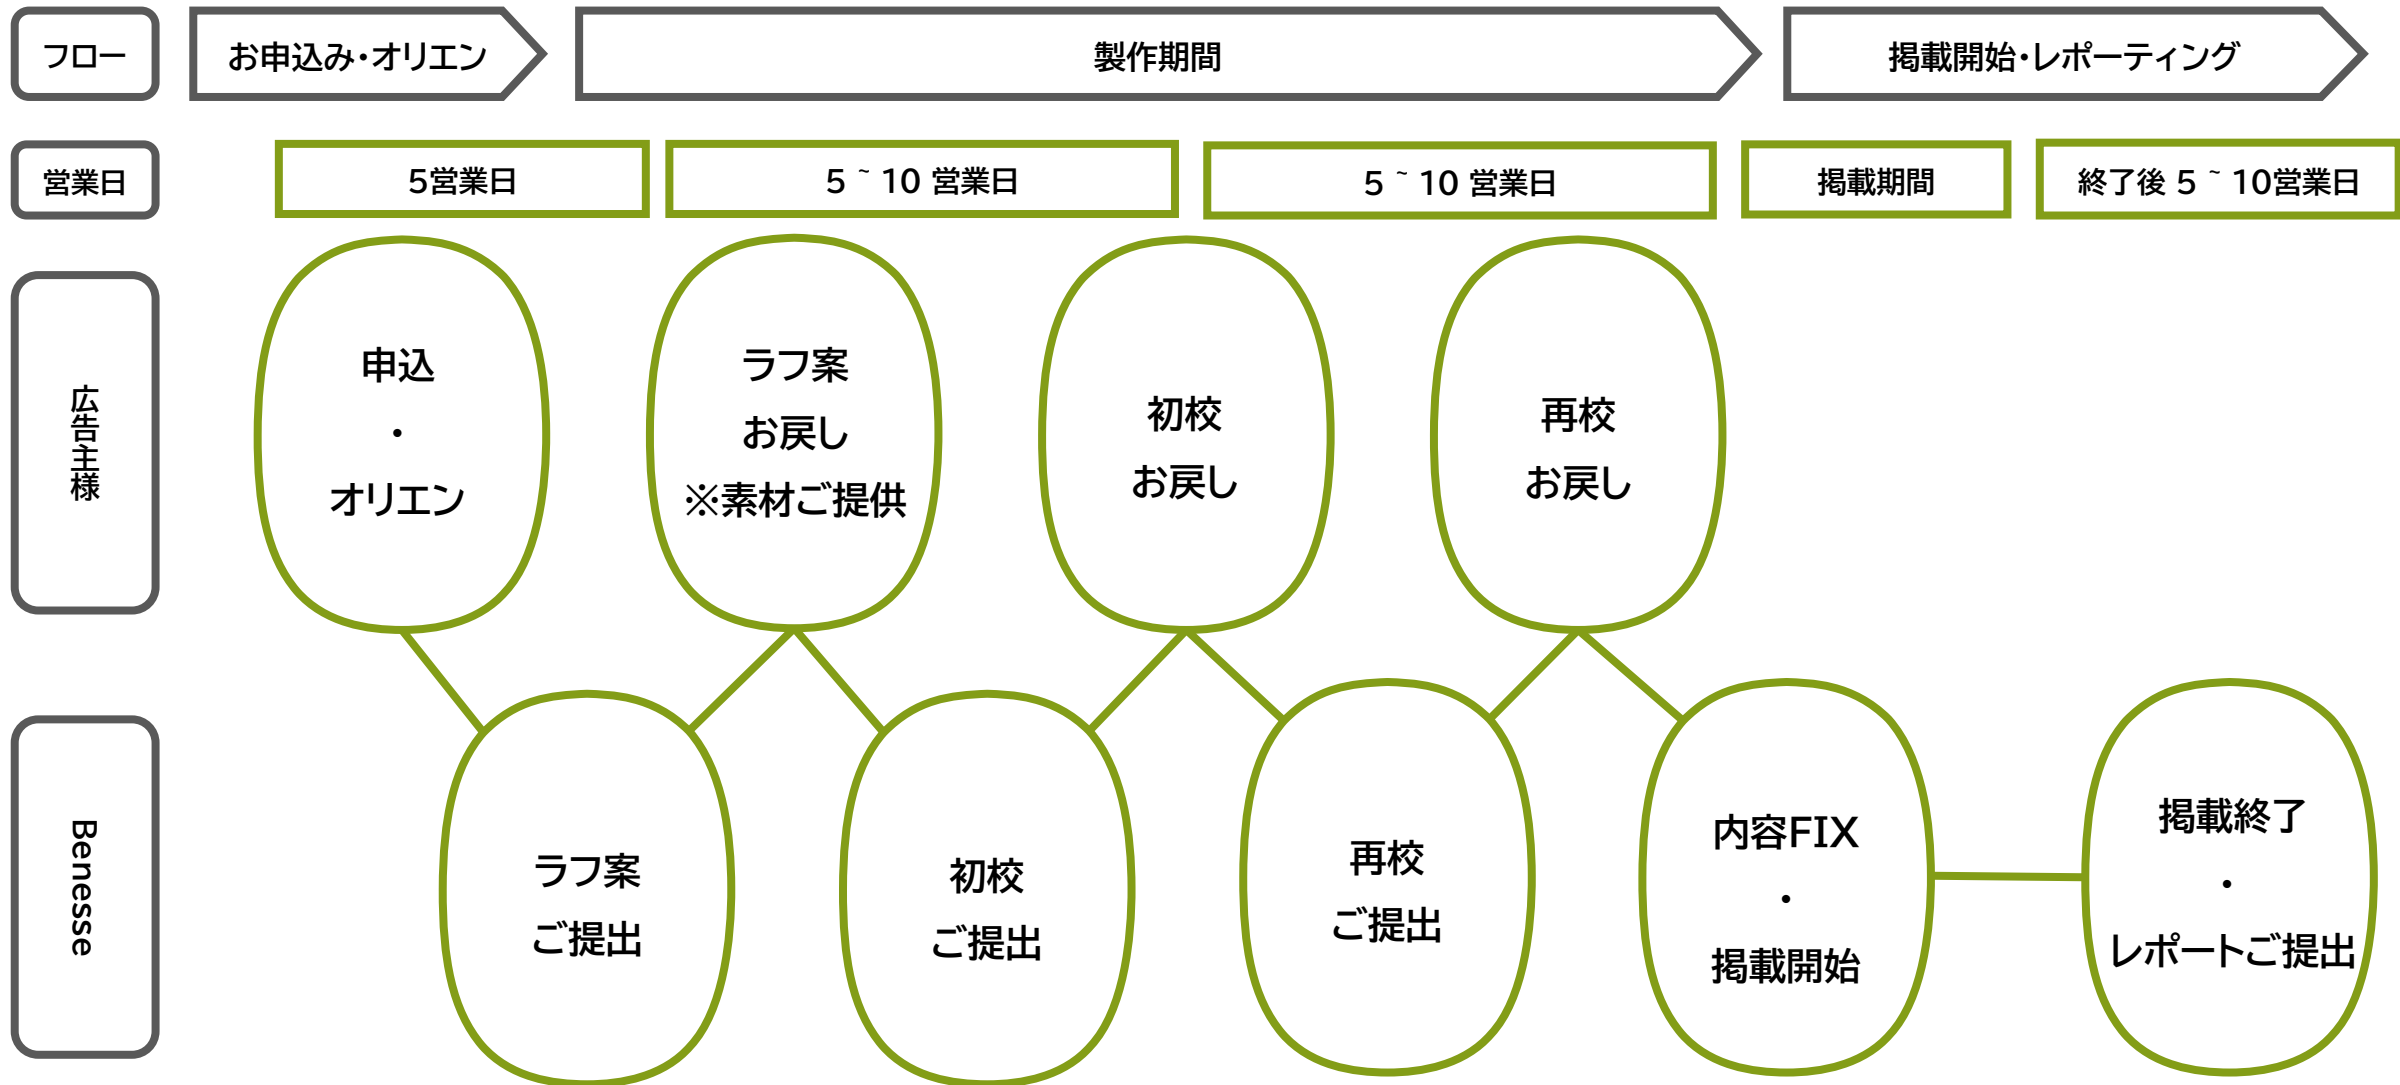 フロー
お申込み・オリエン
製作期間
掲載開始・レポーティング
営業日
5営業日
5 ~ 10 営業日
5 ~ 10 営業日
掲載期間
終了後 5 ~ 10営業日
広告主様
申込
・
オリエン
ラフ案
お戻し
※素材ご提供
初校
お戻し
再校
お戻し
Benesse
ラフ案
ご提出
初校
ご提出
再校
ご提出
内容FIX
・
掲載開始
掲載終了
・
レポートご提出